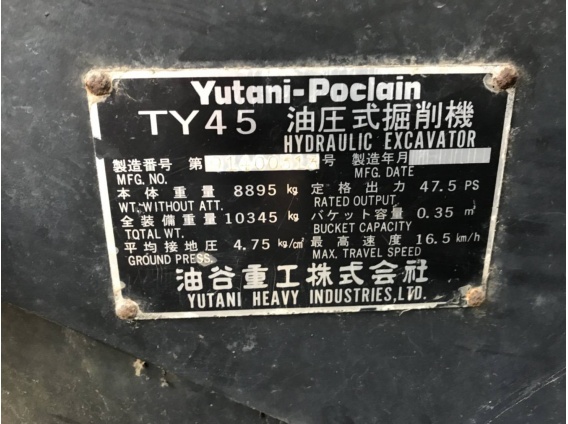 Yutani-Poclain
TY45 油圧式掘削機
HYDRAULIC EXCAVATOR
製造番号 第 号 製造年月
MFG. NO. MFG. DATE
本体重量 8895 kg 定格出力 47.5 PS
WT. WITHOUT ATT. RATED OUTPUT
全装備重量 10345 kg バケット容量 0.35 m³
TOTAL WT. BUCKET CAPACITY
平均接地圧 4.75 kg/cm² 最高速度 16.5 km/h
GROUND PRESS. MAX. TRAVEL SPEED
油谷重工株式会社
YUTANI HEAVY INDUSTRIES, LTD.